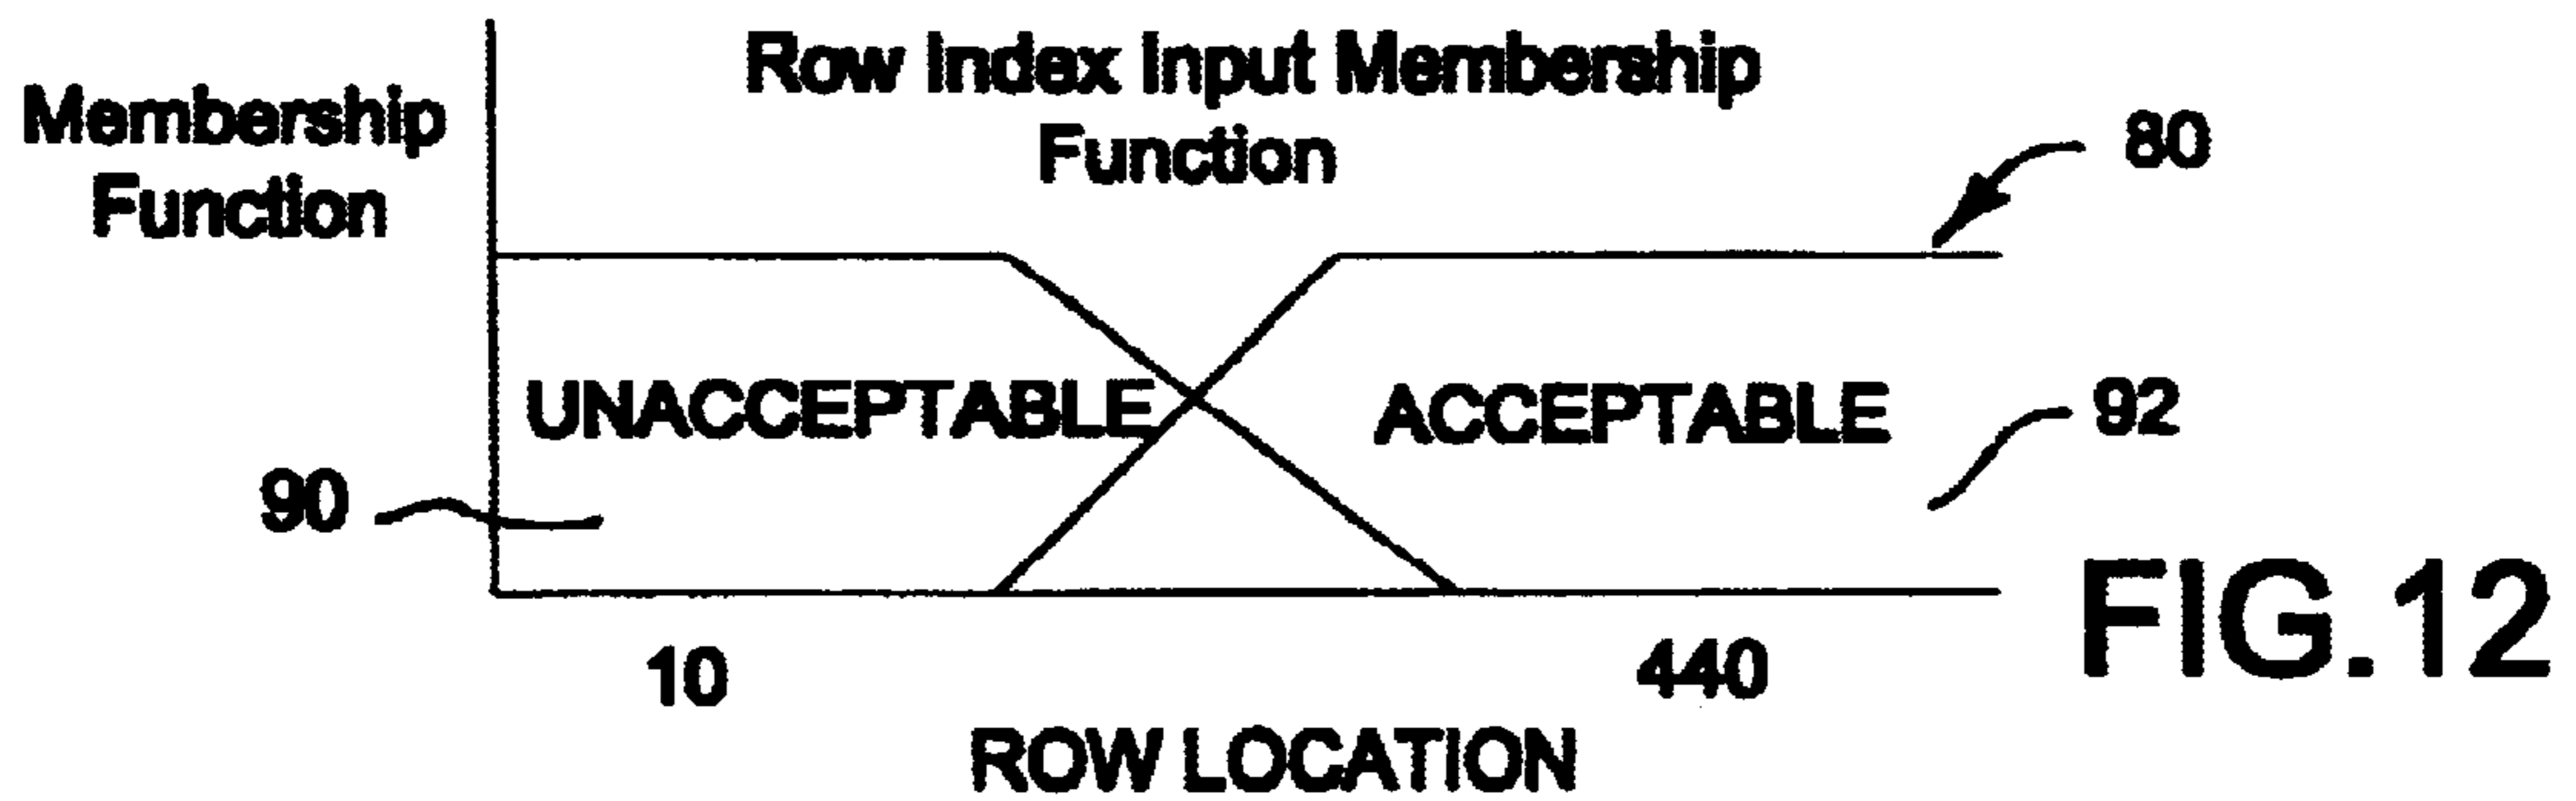 Row Index Input Membership
Function
Membership
Function
80
UNACCEPTABLE
ACCEPTABLE
92
90
10
440
ROW LOCATION
FIG.12